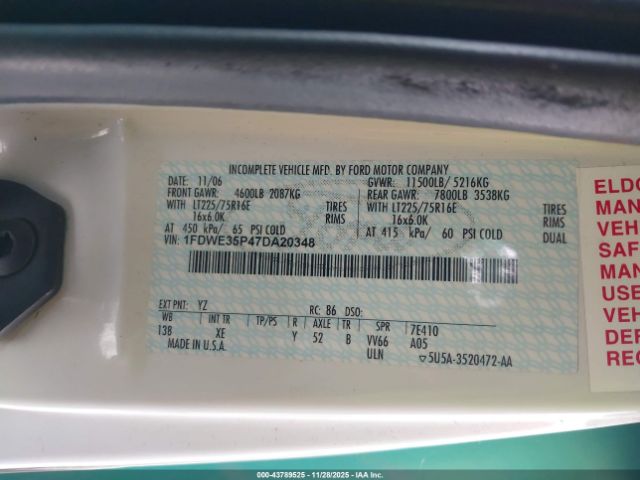 INCOMPLETE VEHICLE MFD. BY FORD MOTOR COMPANY
DATE: 11/06 GVWR: 11500LB/ 5216KG
FRONT GAWR: 4600LB 2087KG REAR GAWR: 7800LB 3538KG
WITH LT225/75R16E TIRES WITH LT225/75R16E TIRES
16x6.0K RIMS 16x6.0K RIMS
AT 450 kPa/ 65 PSI COLD AT 415 kPa/ 60 PSI COLD DUAL
VIN: 1FDWE35P47DA20348
EXT PNT: YZ RC: 86 DSO:
WB INT TR TP/PS R AXLE TR SPR 7E410
138 XE Y 52 B VV66 A05
MADE IN U.S.A. ULN ▽5U5A-3520472-AA
ELDO
MAN
VEH
SAF
MAN
USE
VEH
DEF
REC
000-43789525 - 11/28/2025 - IAA Inc.